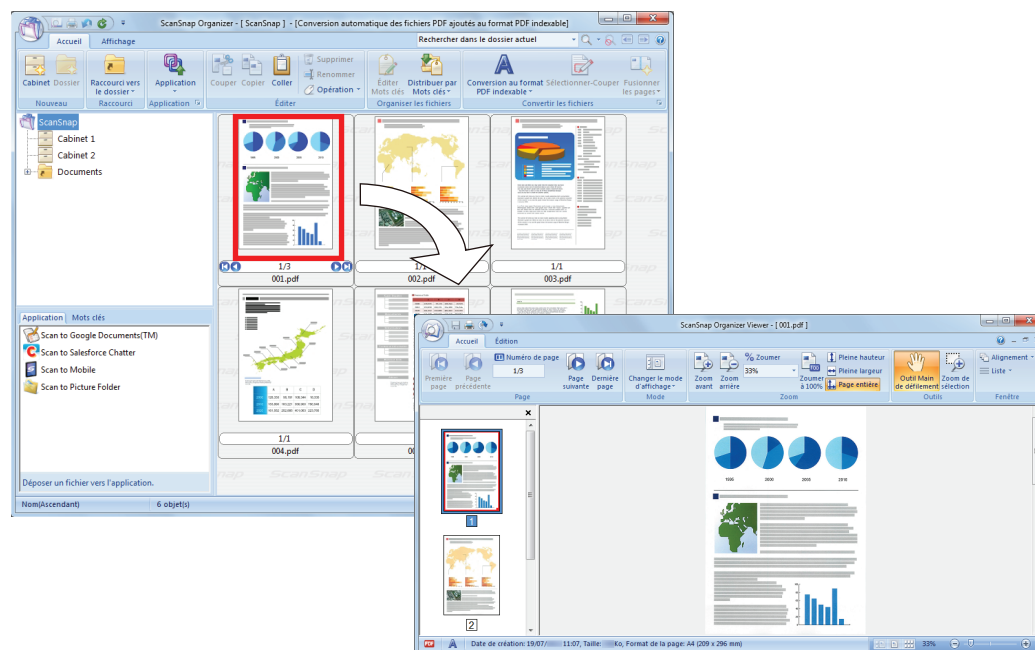 ScanSnap Organizer - [ ScanSnap ] - [Conversion automatique des fichiers PDF ajoutés au format PDF indexable]
Accueil Affichage
Rechercher dans le dossier actuel
Cabinet Dossier
Raccourci vers le dossier
Application
Couper Copier Coller
Supprimer
Renommer
Opération
Éditer Mots clés
Distribuer par Mots clés
Conversion au format PDF indexable
Sélectionner-Couper
Fusionner les pages
Nouveau Raccourci Application Éditer Organiser les fichiers Convertir les fichiers
ScanSnap
Cabinet 1
Cabinet 2
Documents
1/3
001.pdf
1/1
002.pdf
1/1
003.pdf
1/1
004.pdf
Application Mots clés
Scan to Google Documents(TM)
Scan to Salesforce Chatter
Scan to Mobile
Scan to Picture Folder
Déposer un fichier vers l'application.
Nom(Ascendant) 6 objet(s)
ScanSnap Organizer Viewer - [ 001.pdf ]
Accueil Édition
Première page
Page précédente
Numéro de page
1/3
Page suivante
Dernière page
Changer le mode d'affichage
Zoom avant
Zoom arrière
% Zoumer
33%
Zoumer à 100%
Pleine hauteur
Pleine largeur
Page entière
Outil Main de défilement
Zoom de sélection
Alignement
Liste
Page Mode Zoom Outils Fenêtre
1
2
1995 2000 2005 2010
Date de création: 19/07/ 11:07, Taille: Ko, Format de la page: A4 (209 x 296 mm)
33%